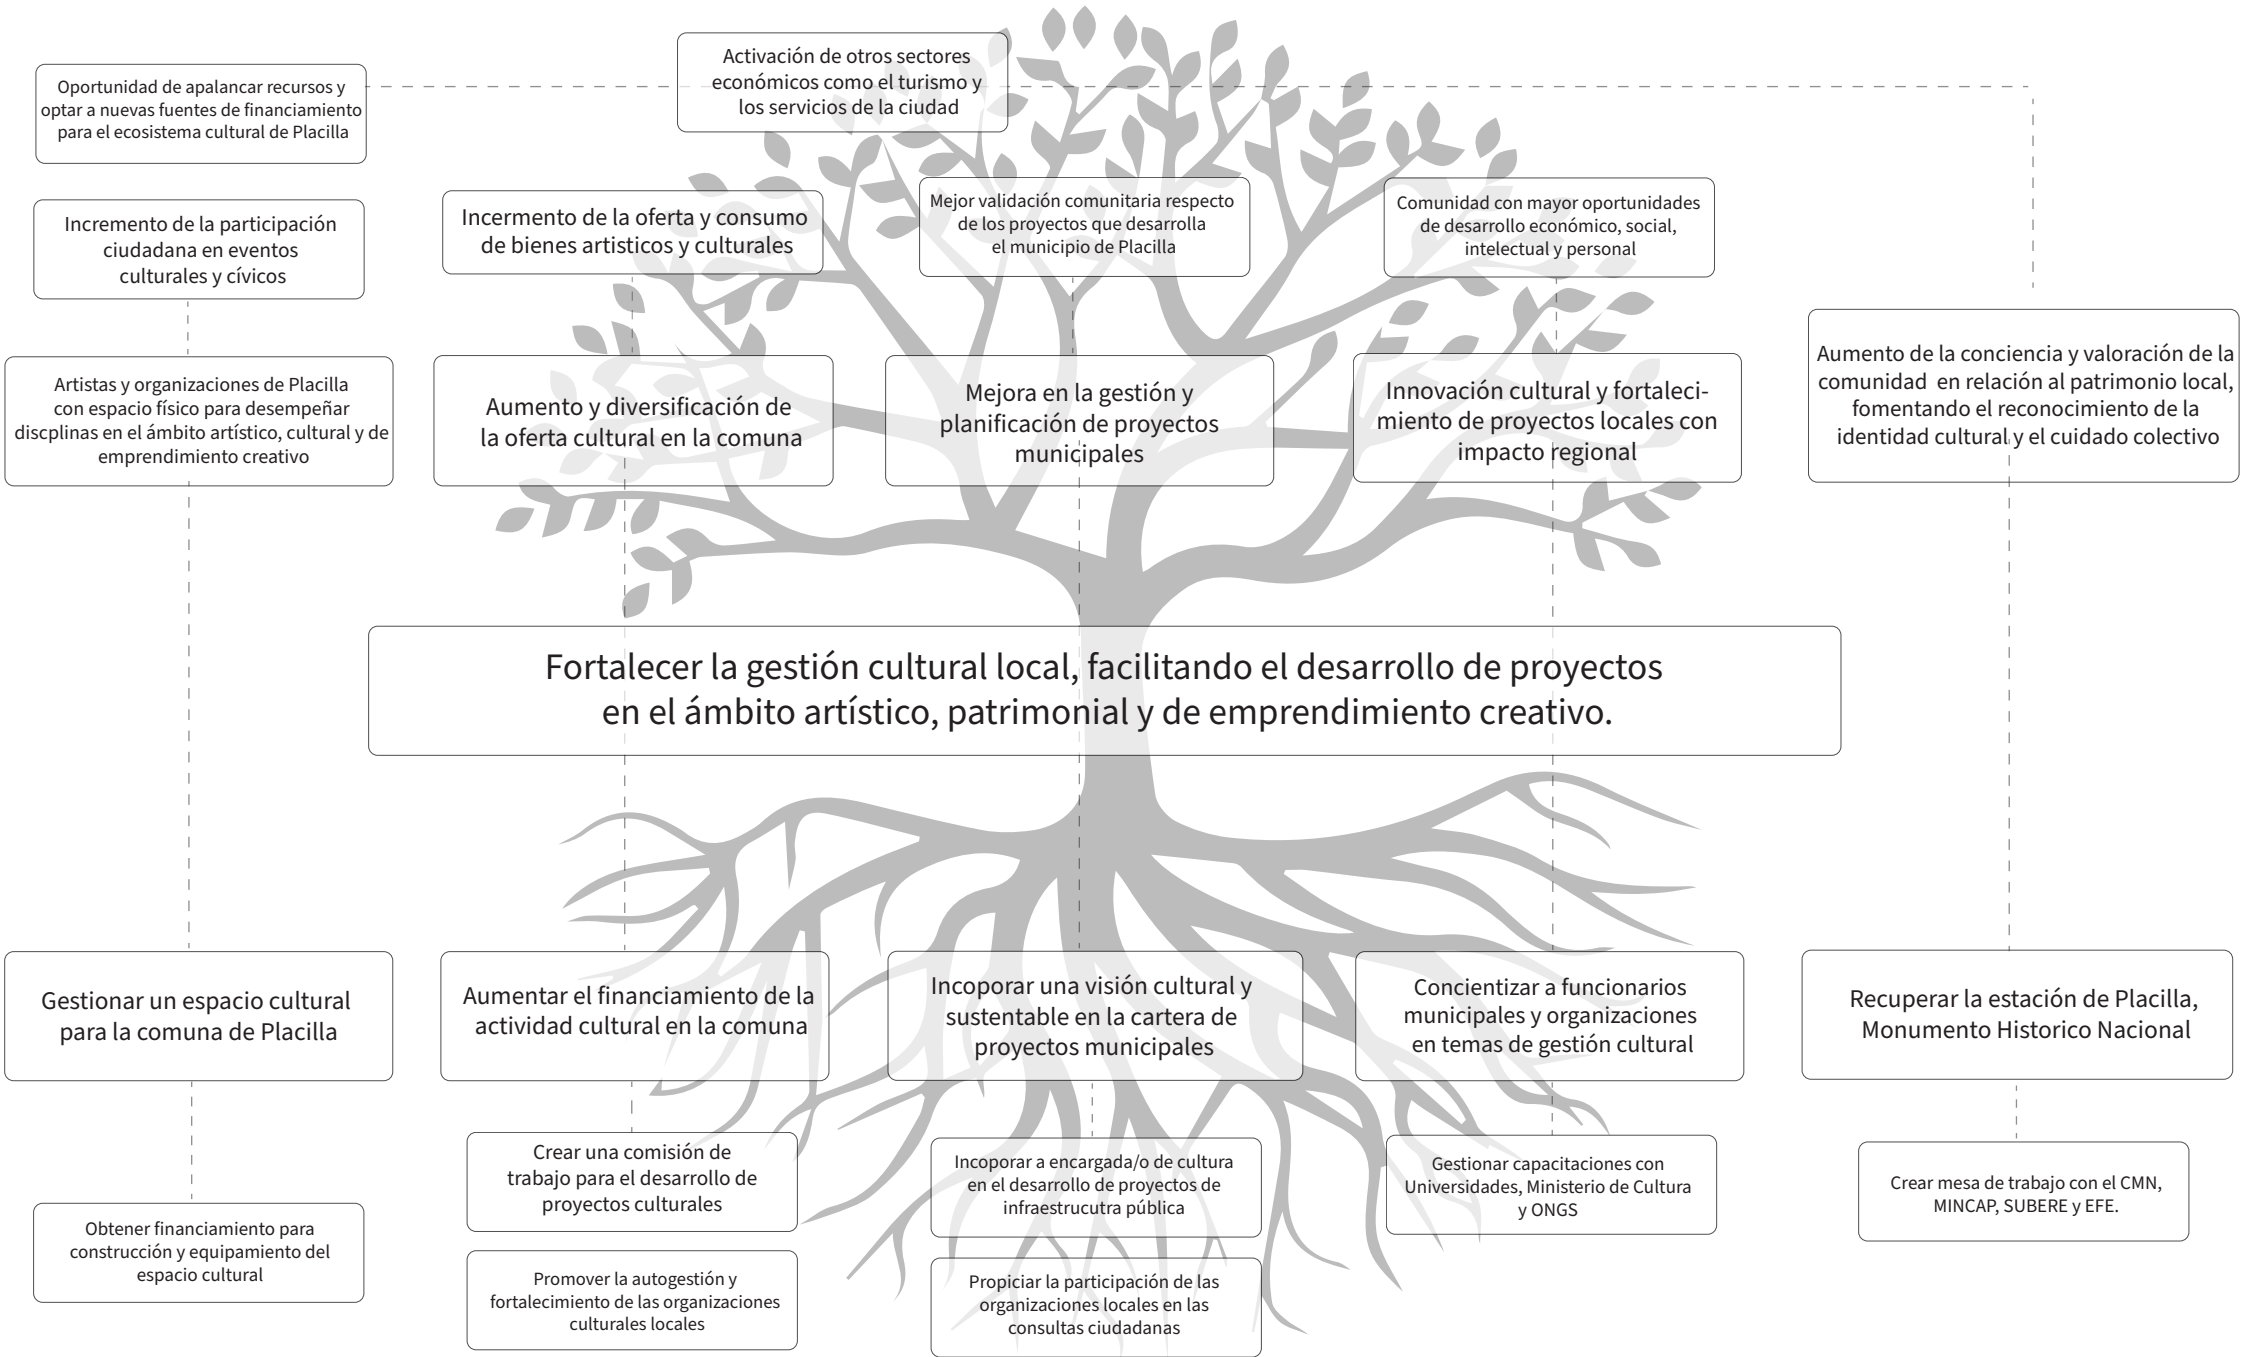 Activación de otros sectores
económicos como el turismo y
los servicios de la ciudad
Oportunidad de apalancar recursos y
optar a nuevas fuentes de financiamiento
para el ecosistema cultural de Placilla
Incremento de la participación
ciudadana en eventos
culturales y cívicos
Incermento de la oferta y consumo
de bienes artisticos y culturales
Mejor validación comunitaria respecto
de los proyectos que desarrolla
el municipio de Placilla
Comunidad con mayor oportunidades
de desarrollo económico, social,
intelectual y personal
Artistas y organizaciones de Placilla
con espacio físico para desempeñar
discplinas en el ámbito artístico, cultural y de
emprendimiento creativo
Aumento y diversificación de
la oferta cultural en la comuna
Mejora en la gestión y
planificación de proyectos
municipales
Innovación cultural y fortaleci-
miento de proyectos locales con
impacto regional
Aumento de la conciencia y valoración de la
comunidad en relación al patrimonio local,
fomentando el reconocimiento de la
identidad cultural y el cuidado colectivo
Fortalecer la gestión cultural local, facilitando el desarrollo de proyectos
en el ámbito artístico, patrimonial y de emprendimiento creativo.
Gestionar un espacio cultural
para la comuna de Placilla
Aumentar el financiamiento de la
actividad cultural en la comuna
Incoporar una visión cultural y
sustentable en la cartera de
proyectos municipales
Concientizar a funcionarios
municipales y organizaciones
en temas de gestión cultural
Recuperar la estación de Placilla,
Monumento Historico Nacional
Obtener financiamiento para
construcción y equipamiento del
espacio cultural
Crear una comisión de
trabajo para el desarrollo de
proyectos culturales
Promover la autogestión y
fortalecimiento de las organizaciones
culturales locales
Incoporar a encargada/o de cultura
en el desarrollo de proyectos de
infraestrucutra pública
Propiciar la participación de las
organizaciones locales en las
consultas ciudadanas
Gestionar capacitaciones con
Universidades, Ministerio de Cultura
y ONGS
Crear mesa de trabajo con el CMN,
MINCAP, SUBERE y EFE.